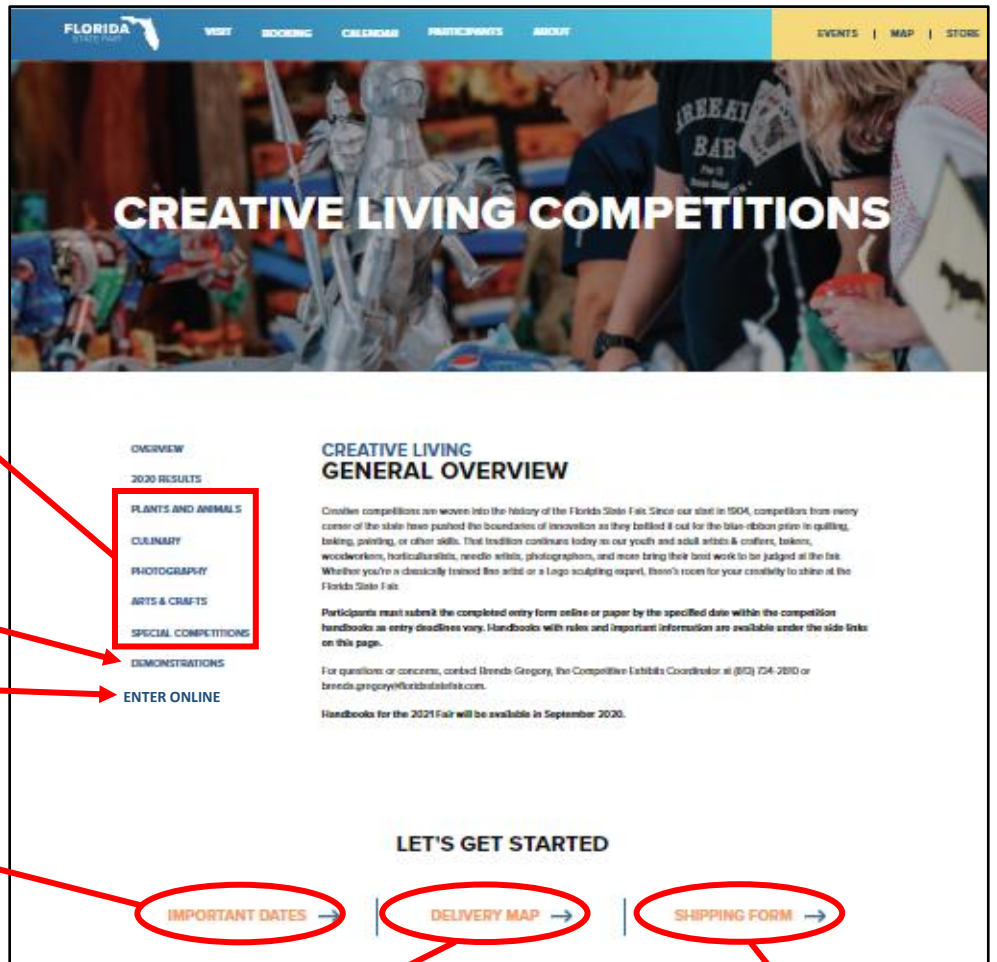 FLORIDA
STATE FAIR
VISIT BOOKING CALENDAR PARTICIPANTS ABOUT EVENTS | MAP | STORE
BAR
CREATIVE LIVING COMPETITIONS
OVERVIEW
2020 RESULTS
PLANTS AND ANIMALS
CULINARY
PHOTOGRAPHY
ARTS & CRAFTS
SPECIAL COMPETITIONS
DEMONSTRATIONS
ENTER ONLINE
CREATIVE LIVING
GENERAL OVERVIEW
Creative competitions are woven into the history of the Florida State Fair. Since our start in 1904, competitors from every
corner of the state have pushed the boundaries of innovation as they battled it out for the blue-ribbon prize in quilting,
baking, painting, or other skills. That tradition continues today as our youth and adult artists & crafters, bakers,
woodworkers, horticulturalists, needle artists, photographers, and more bring their best work to be judged at the fair.
Whether you're a classically trained fine artist or a Lego sculpting expert, there's room for your creativity to shine at the
Florida State Fair.
Participants must submit the completed entry form online or paper by the specified date within the competition
handbooks as entry deadlines vary. Handbooks with rules and important information are available under the side links
on this page.
For questions or concerns, contact Brenda Gregory, the Competitive Exhibits Coordinator at (813) 734-2810 or
brenda.gregory@floridastatefair.com.
Handbooks for the 2021 Fair will be available in September 2020.
LET'S GET STARTED
IMPORTANT DATES → | DELIVERY MAP → | SHIPPING FORM →